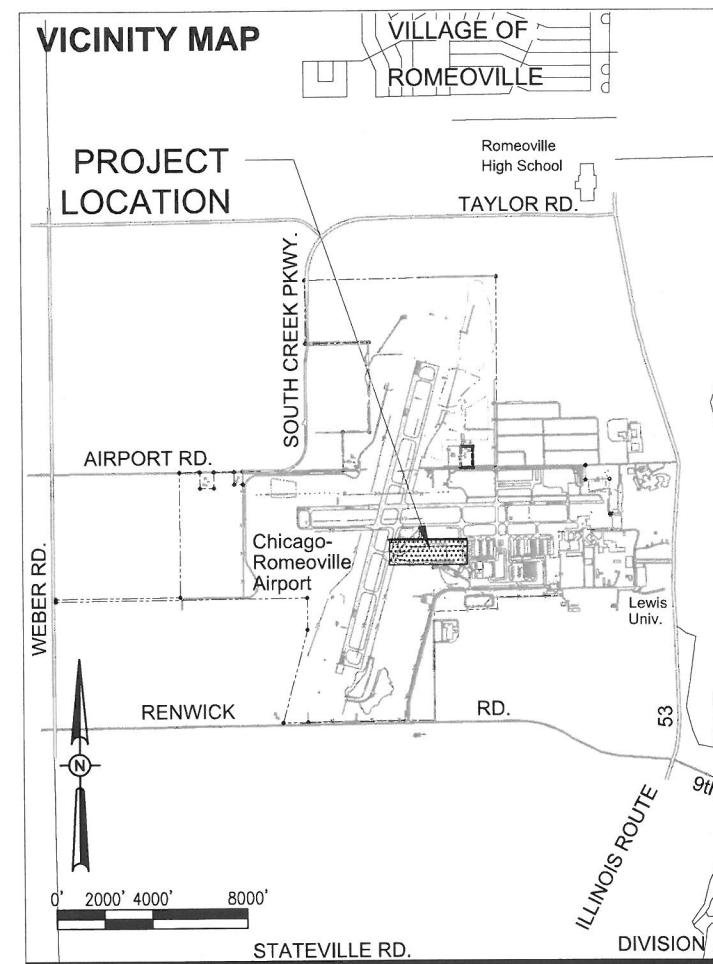 VICINITY MAP
VILLAGE OF
ROMEOVILLE
Romeoville
High School
PROJECT
LOCATION
TAYLOR RD.
SOUTH CREEK PKWY.
AIRPORT RD.
Chicago-
Romeoville
Airport
WEBER RD.
Lewis
Univ.
RENWICK
RD.
53
N
9th
ILLINOIS ROUTE
0' 2000' 4000' 8000'
STATEVILLE RD.
DIVISION